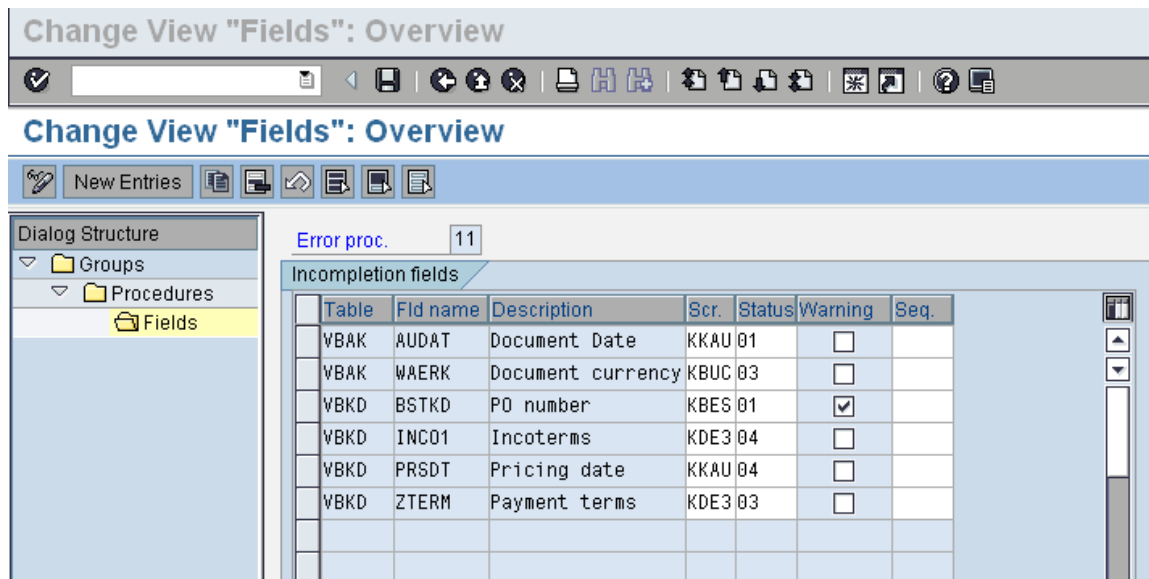 Change View "Fields": Overview
Change View "Fields": Overview
New Entries
Dialog Structure
Groups
Procedures
Fields
Error proc. 11
Incompletion fields
Table Fld name Description Scr. Status Warning Seq.
VBAK AUDAT Document Date KKAU 01
VBAK WAERK Document currency KBUC 03
VBKD BSTKD PO number KBES 01
VBKD INCO1 Incoterms KDE3 04
VBKD PRSDT Pricing date KKAU 04
VBKD ZTERM Payment terms KDE3 03